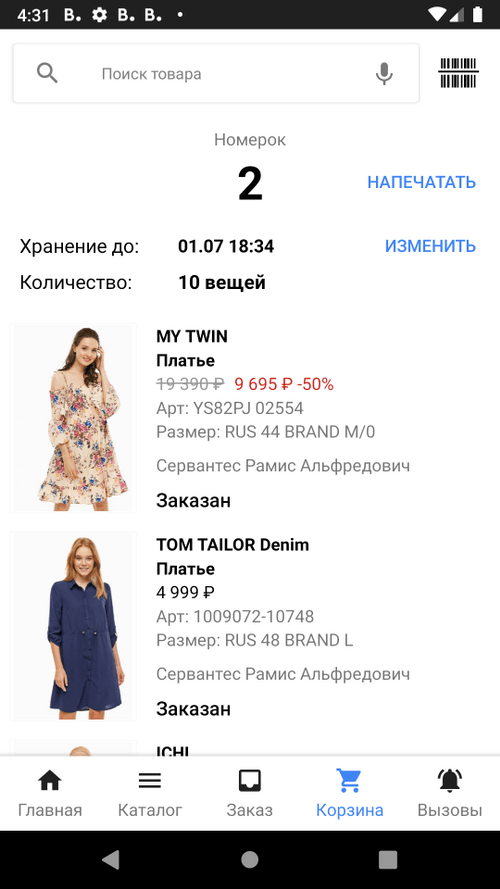 4:31 B. B. B.
Поиск товара
Номерок
2
НАПЕЧАТАТЬ
Хранение до: 01.07 18:34 ИЗМЕНИТЬ
Количество: 10 вещей
MY TWIN
Платье
19 390 ₽ 9 695 ₽ -50%
Арт: YS82PJ 02554
Размер: RUS 44 BRAND M/0
Сервантес Рамис Альфредович
Заказан
TOM TAILOR Denim
Платье
4 999 ₽
Арт: 1009072-10748
Размер: RUS 48 BRAND L
Сервантес Рамис Альфредович
Заказан
ICHI
Главная Каталог Заказ Корзина Вызовы